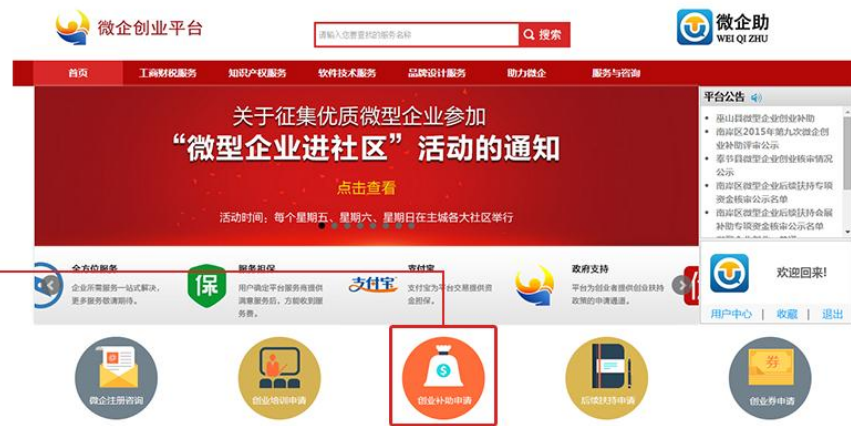 微企创业平台
请输入您要查找的服务名称
搜索
微企助
WEI QI ZHU
首页
工商财税服务
知识产权服务
软件技术服务
品牌设计服务
助力微企
服务与咨询
关于征集优质微型企业参加
“微型企业进社区”活动的通知
点击查看
活动时间：每个星期五、星期六、星期日在主城各大社区举行
平台公告
巫山县微型企业创业补助
南岸区2015年第九次微企创
业补助评审公示
奉节县微型企业创业审核情况
公示
南岸区微型企业后续扶持专项
资金核审公示名单
南岸区微型企业后续扶持会展
补助专项资金核审公示名单
全方位服务
企业所需服务一站式解决，
更多服务敬请期待。
保
服务担保
用户确定平台服务商提供
满意服务后，方能收到服
务费。
支付宝
支付宝
支付宝为平台交易提供资
金担保。
政府支持
平台为创业者提供创业扶持
政策的申请通道。
欢迎回来!
用户中心 | 收藏 | 退出
微企注册咨询
创业培训申请
$
创业补助申请
后续扶持申请
券
创业券申请